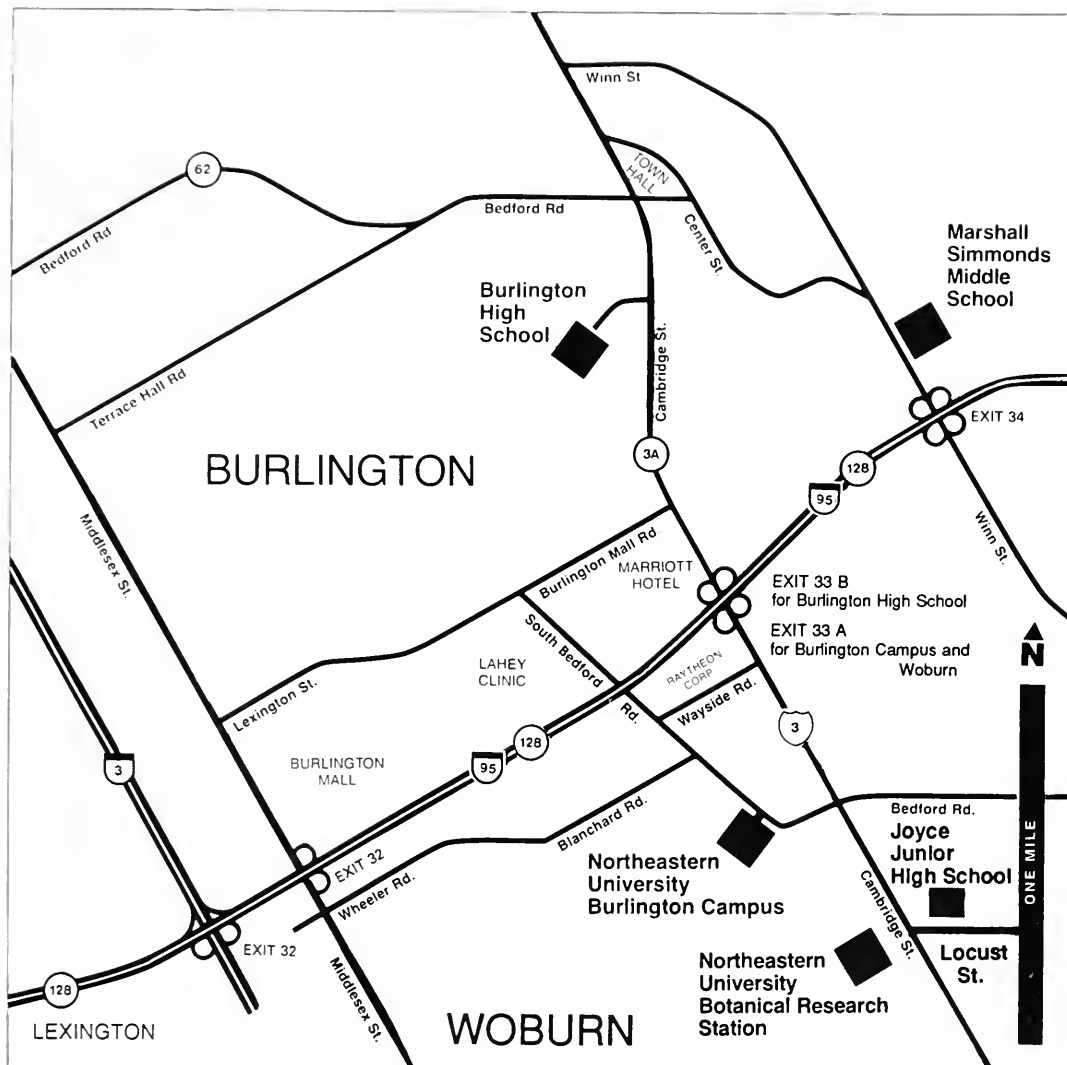 Winn St
TOWN
HALL
62
Bedford Rd
Bedford Rd
Center St.
Marshall
Simmonds
Middle
School
Burlington
High
School
Cambridge St.
Terrace Hall Rd
EXIT 34
3A
128
BURLINGTON
95
Middlesex St.
Winn St.
Burlington Mall Rd.
MARRIOTT
HOTEL
EXIT 33 B
for Burlington High School
South Bedford
Rd.
EXIT 33 A
for Burlington Campus and
Woburn
N
LAHEY
CLINIC
RAYTHEON
CORP
Wayside Rd.
Lexington St.
3
128
3
95
BURLINGTON
MALL
Bedford Rd.
Blanchard Rd.
Joyce
Junior
High School
ONE MILE
EXIT 32
Wheeler Rd.
Northeastern
University
Burlington Campus
Cambridge St.
EXIT 32
Locust
St.
Northeastern
University
Botanical Research
Station
128
Middlesex St.
LEXINGTON
WOBURN